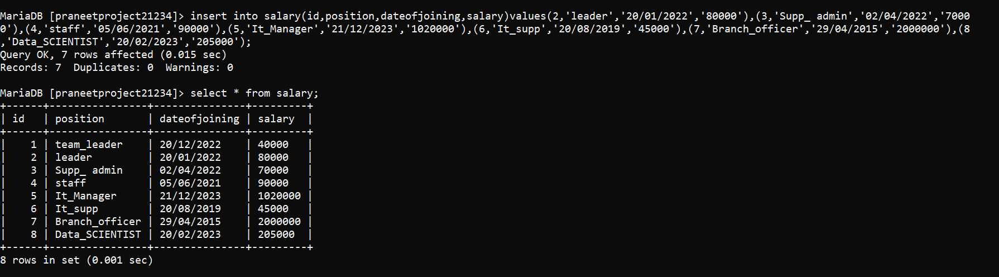 MariaDB [praneetproject21234]> insert into salary(id,position,dateofjoining,salary)values(2,'leader','20/01/2022','80000'),(3,'Supp_ admin','02/04/2022','7000
0'),(4,'staff','05/06/2021','90000'),(5,'It_Manager','21/12/2023','1020000'),(6,'It_supp','20/08/2019','45000'),(7,'Branch_officer','29/04/2015','2000000'),(8
,'Data_SCIENTIST','20/02/2023','205000');
Query OK, 7 rows affected (0.015 sec)
Records: 7  Duplicates: 0  Warnings: 0
MariaDB [praneetproject21234]> select * from salary;
+------+----------------+---------------+---------+
| id   | position       | dateofjoining | salary  |
+------+----------------+---------------+---------+
|    1 | team_leader    | 20/12/2022    | 40000   |
|    2 | leader         | 20/01/2022    | 80000   |
|    3 | Supp_ admin    | 02/04/2022    | 70000   |
|    4 | staff          | 05/06/2021    | 90000   |
|    5 | It_Manager     | 21/12/2023    | 1020000 |
|    6 | It_supp        | 20/08/2019    | 45000   |
|    7 | Branch_officer | 29/04/2015    | 2000000 |
|    8 | Data_SCIENTIST | 20/02/2023    | 205000  |
+------+----------------+---------------+---------+
8 rows in set (0.001 sec)